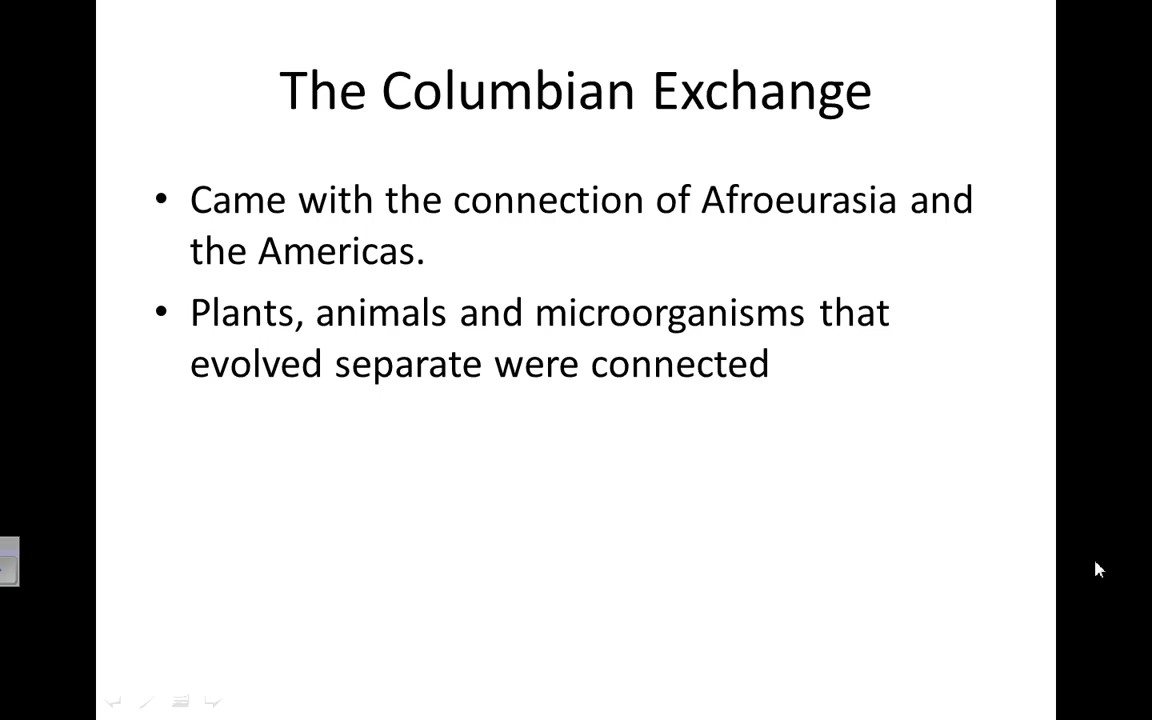 The Columbian Exchange
• Came with the connection of Afroeurasia and
the Americas.
• Plants, animals and microorganisms that
evolved separate were connected